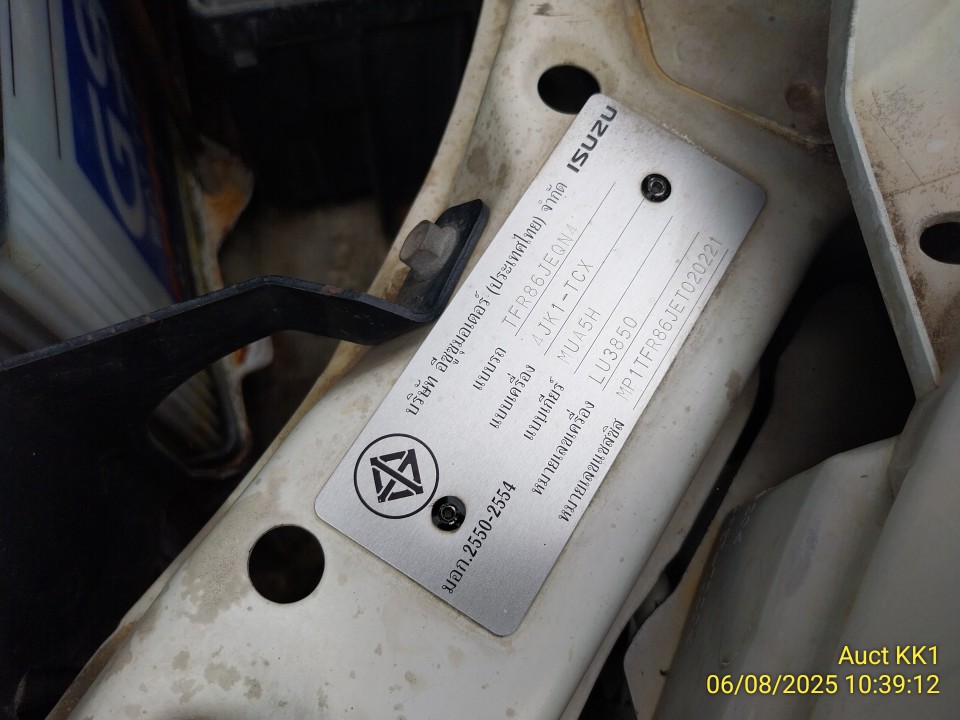 ISUZU
บริษัท อีซูซุมอเตอร์ (ประเทศไทย) จำกัด
แบบรถ TFR86JEQN4
แบบเครื่อง 4JK1-TCX
แบบเกียร์ MUA5H
หมายเลขเครื่อง LU3850
หมายเลขแชสซิส MP1TFR86JET020221
มอก.2550-2554
GS
Auct KK1
06/08/2025 10:39:12